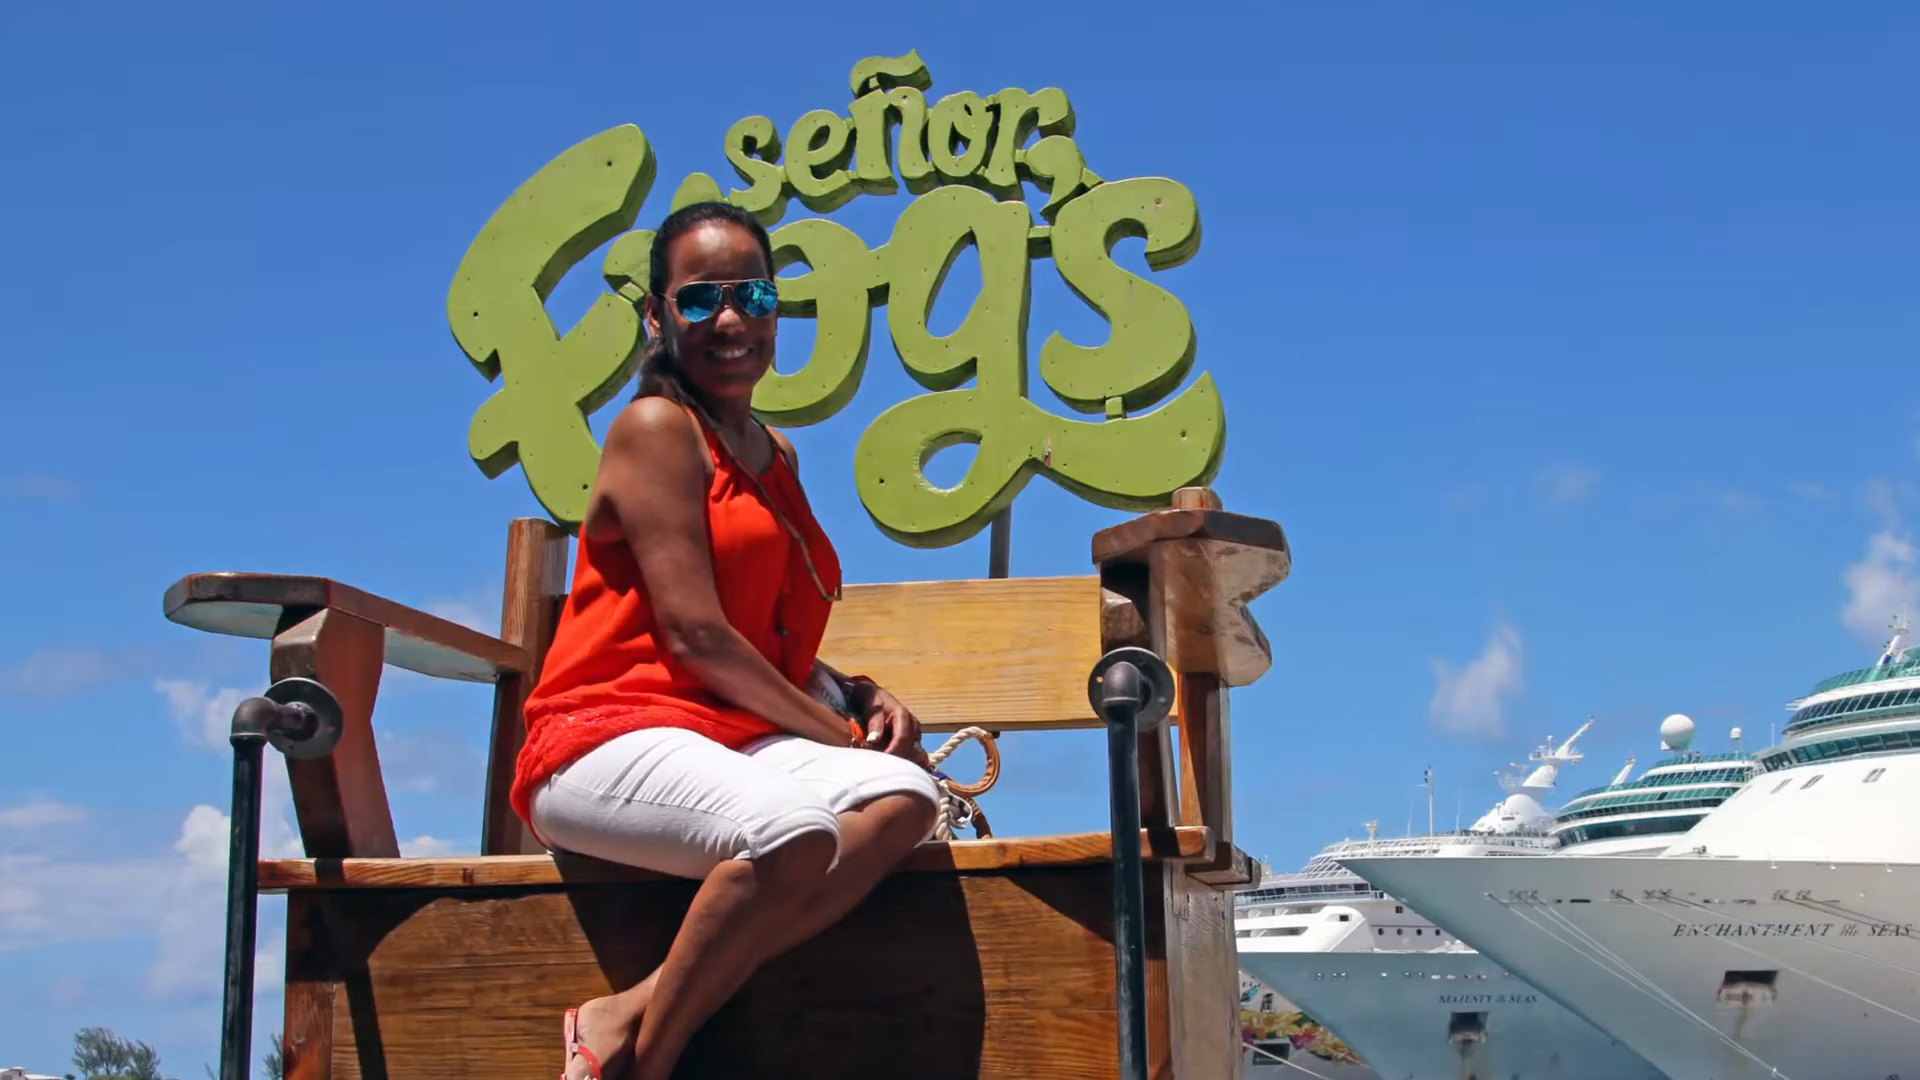 señor
frog's
ENCHANTMENT of the SEAS
MAJESTY of the SEAS